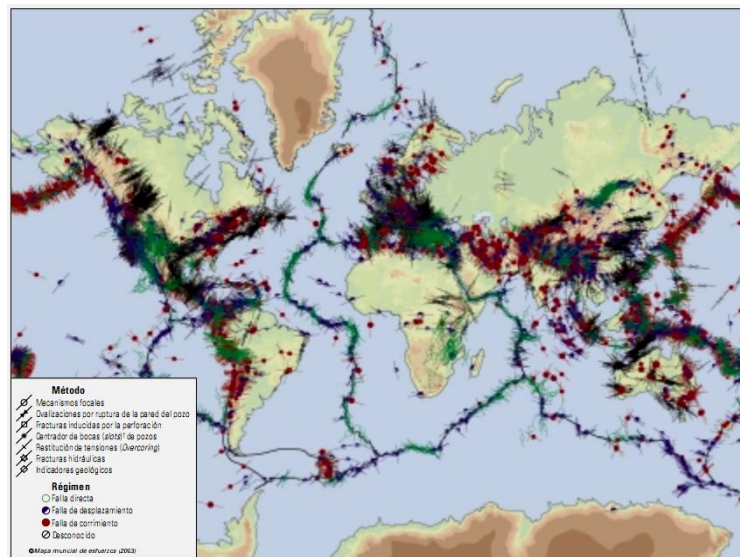 Método
Mecanismos focales
Ovalizaciones por ruptura de la pared del pozo
Fracturas inducidas por la perforación
Centrador de bocas (slots)¹ de pozos
Restitución de tensiones (Overcoring)
Fracturas hidráulicas
Indicadores geológicos
Régimen
Falla directa
Falla de desplazamiento
Falla de corrimiento
Desconocido
©Mapa mundial de esfuerzos (2003)